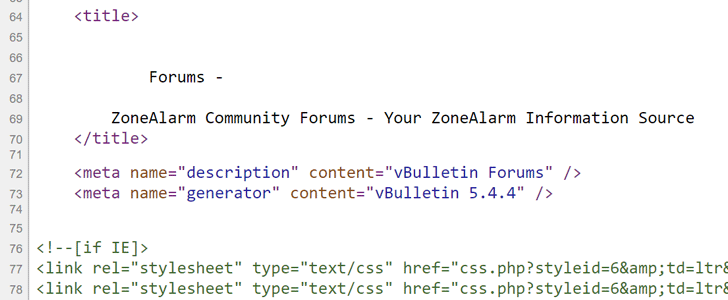 64 <title>
65
66
67 Forums -
68
69 ZoneAlarm Community Forums - Your ZoneAlarm Information Source
70 </title>
71
72 <meta name="description" content="vBulletin Forums" />
73 <meta name="generator" content="vBulletin 5.4.4" />
74
75
76 <!--[if IE]>
77 <link rel="stylesheet" type="text/css" href="css.php?styleid=6&amp;td=ltr&
78 <link rel="stylesheet" type="text/css" href="css.php?styleid=6&amp;td=ltr